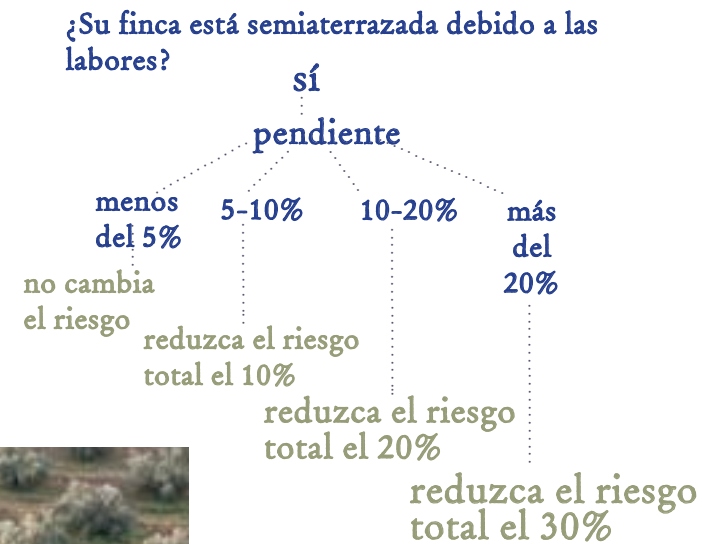 ¿Su finca está semiaterrazada debido a las
labores?
sí
pendiente
menos
del 5%
5-10%
10-20%
más
del
20%
no cambia
el riesgo
reduzca el riesgo
total el 10%
reduzca el riesgo
total el 20%
reduzca el riesgo
total el 30%